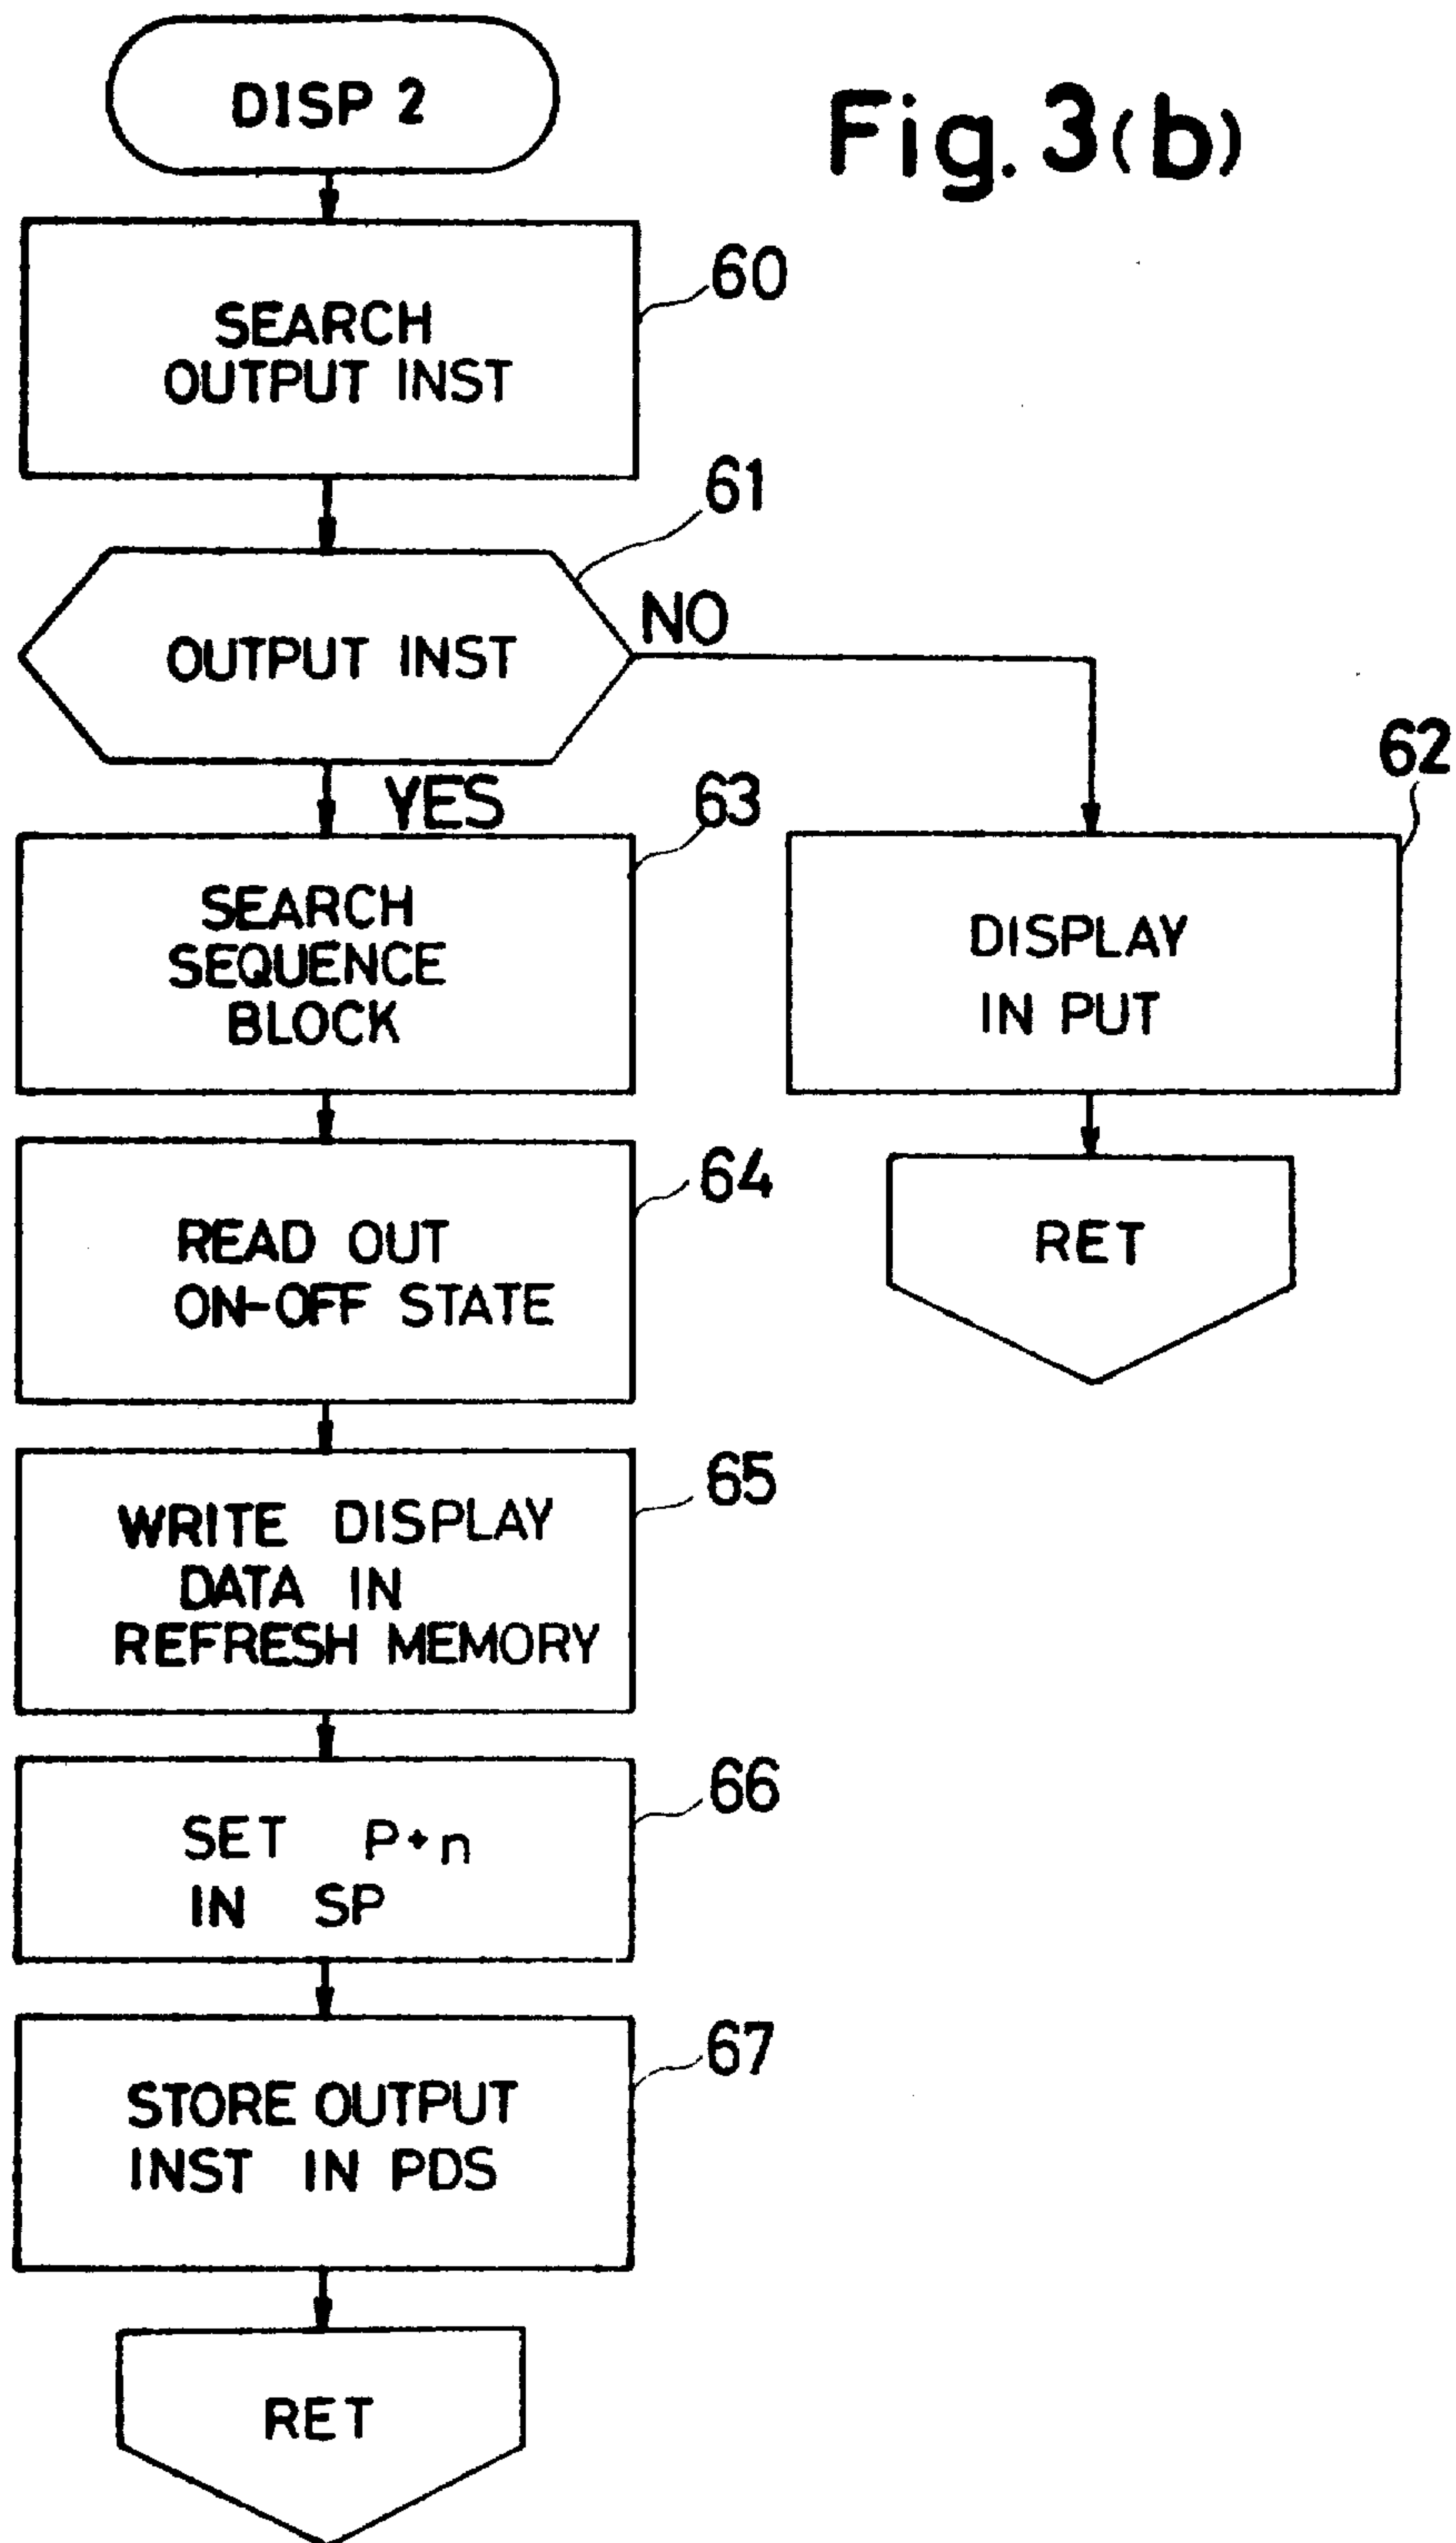 DISP 2
Fig. 3(b)
60
SEARCH
OUTPUT INST
61
OUTPUT INST
NO
YES
62
63
SEARCH
SEQUENCE
BLOCK
DISPLAY
IN PUT
64
READ OUT
ON-OFF STATE
RET
65
WRITE DISPLAY
DATA IN
REFRESH MEMORY
66
SET P+n
IN SP
67
STORE OUTPUT
INST IN PDS
RET